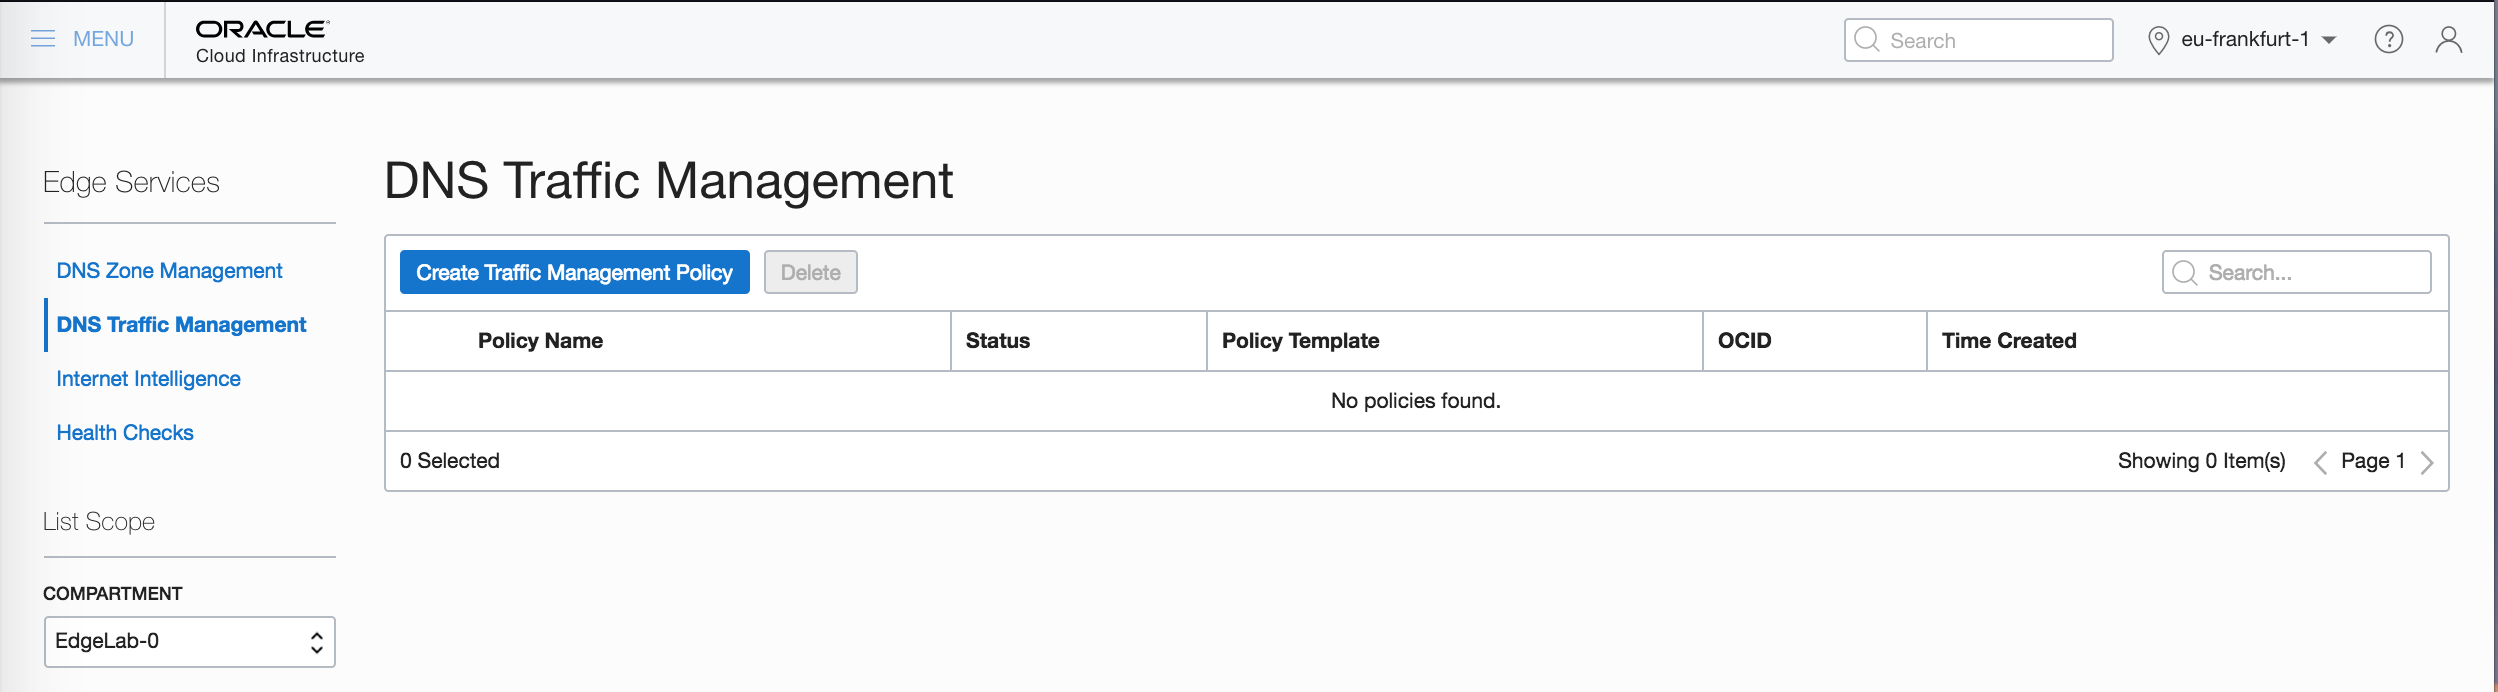 MENU
ORACLE
Cloud Infrastructure
Search
eu-frankfurt-1
?
Edge Services
DNS Zone Management
DNS Traffic Management
Internet Intelligence
Health Checks
List Scope
COMPARTMENT
EdgeLab-0
DNS Traffic Management
Create Traffic Management Policy
Delete
Search...
Policy Name Status Policy Template OCID Time Created
No policies found.
0 Selected
Showing 0 Item(s) Page 1